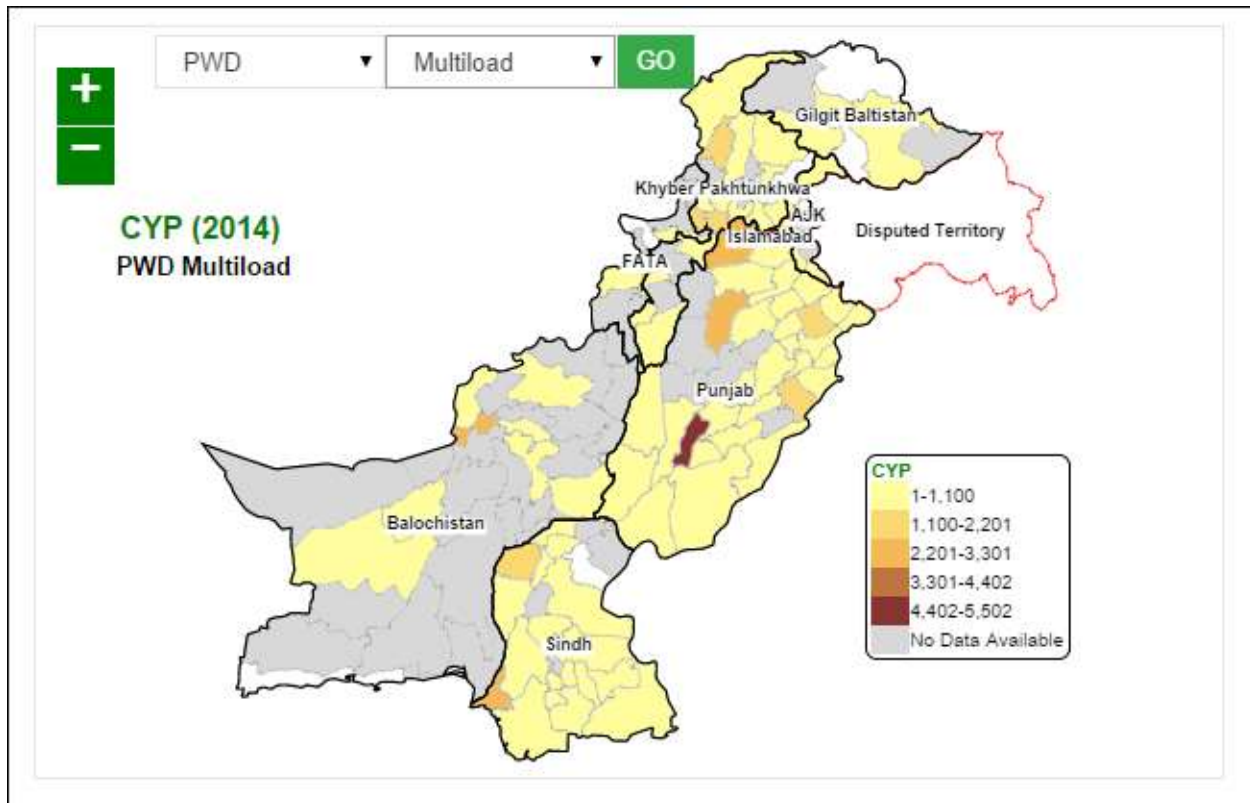 PWD
Multiload
GO
+
−
CYP (2014)
PWD Multiload
Gilgit Baltistan
Khyber Pakhtunkhwa
AJK
Islamabad
Disputed Territory
FATA
Punjab
Balochistan
Sindh
CYP
1-1,100
1,100-2,201
2,201-3,301
3,301-4,402
4,402-5,502
No Data Available